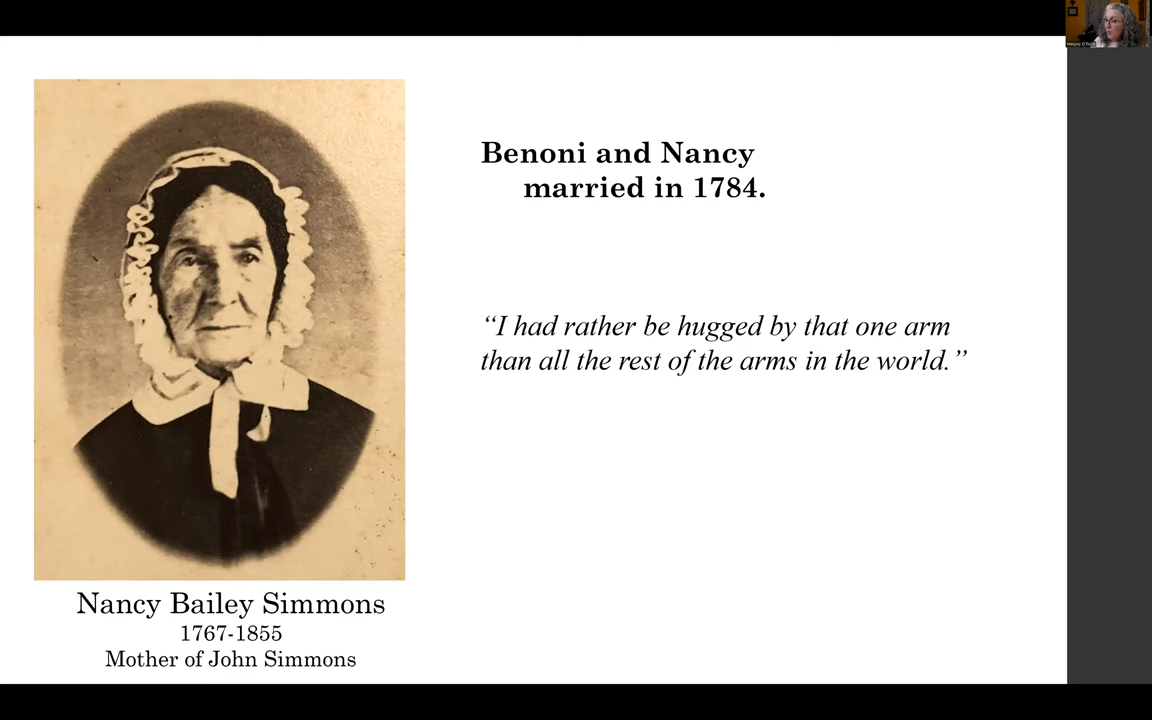 Benoni and Nancy
married in 1784.
“I had rather be hugged by that one arm
than all the rest of the arms in the world.”
Nancy Bailey Simmons
1767-1855
Mother of John Simmons